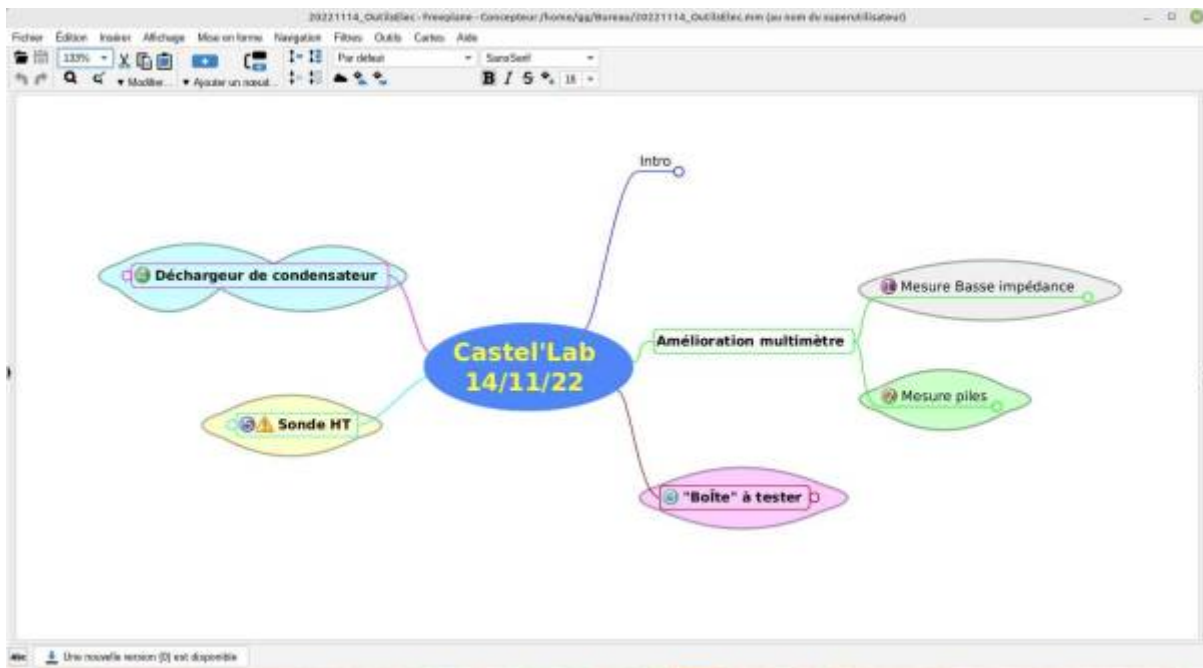 20221114_OutilsElec - Freeplane - Concepteur /home/gg/Bureau/20221114_OutilsElec.mm (au nom du superutilisateur)
Fichier Édition Insérer Affichage Mise en forme Navigation Filtres Outils Cartes Aide
133% Par défaut SansSerif
Modifier... Ajouter un nœud... B I S 18
Intro
Déchargeur de condensateur
Mesure Basse impédance
Castel'Lab
14/11/22
Amélioration multimètre
Mesure piles
Sonde HT
"Boîte" à tester
Une nouvelle version (0) est disponible